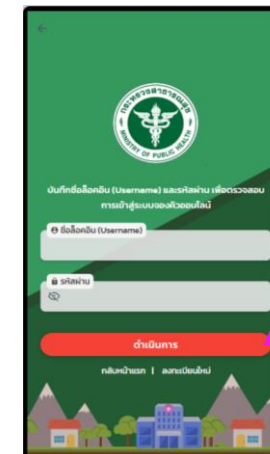 กระทรวงสาธารณสุข
MINISTRY OF PUBLIC HEALTH
บันทึกชื่อล็อคอิน (Username) และรหัสผ่าน เพื่อตรวจสอบ
การเข้าสู่ระบบจองคิวออนไลน์
ชื่อล็อคอิน (Username)
รหัสผ่าน
ดำเนินการ
กลับหน้าแรก | ลงทะเบียนใหม่